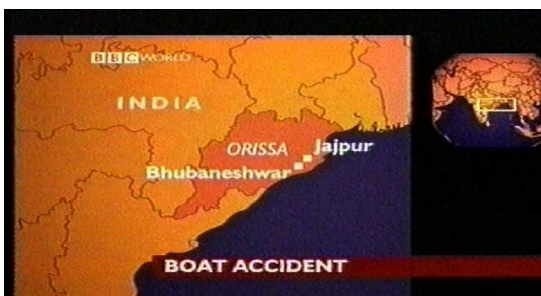 BBC WORLD
INDIA
ORISSA
Jajpur
Bhubaneshwar
BOAT ACCIDENT